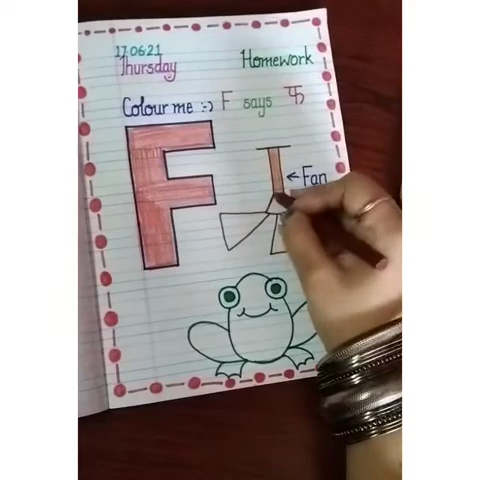 17.06.21
Thursday
Homework
Colour me :-) F says फ
F
← Fan